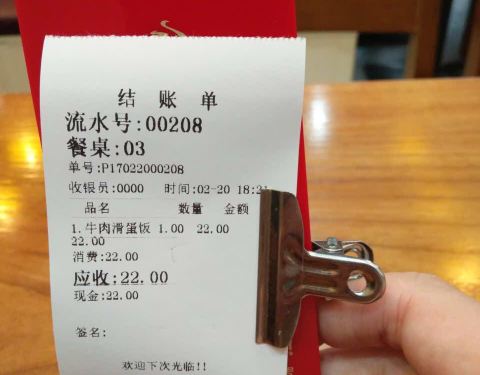 结 账 单
流水号:00208
餐桌:03
单号:P17022000208
收银员:0000 时间:02-20 18:
品名 数量 金额
1.牛肉滑蛋饭 1.00 22.00
22.00
消费:22.00
应收:22.00
现金:22.00
签名:
欢迎下次光临!!